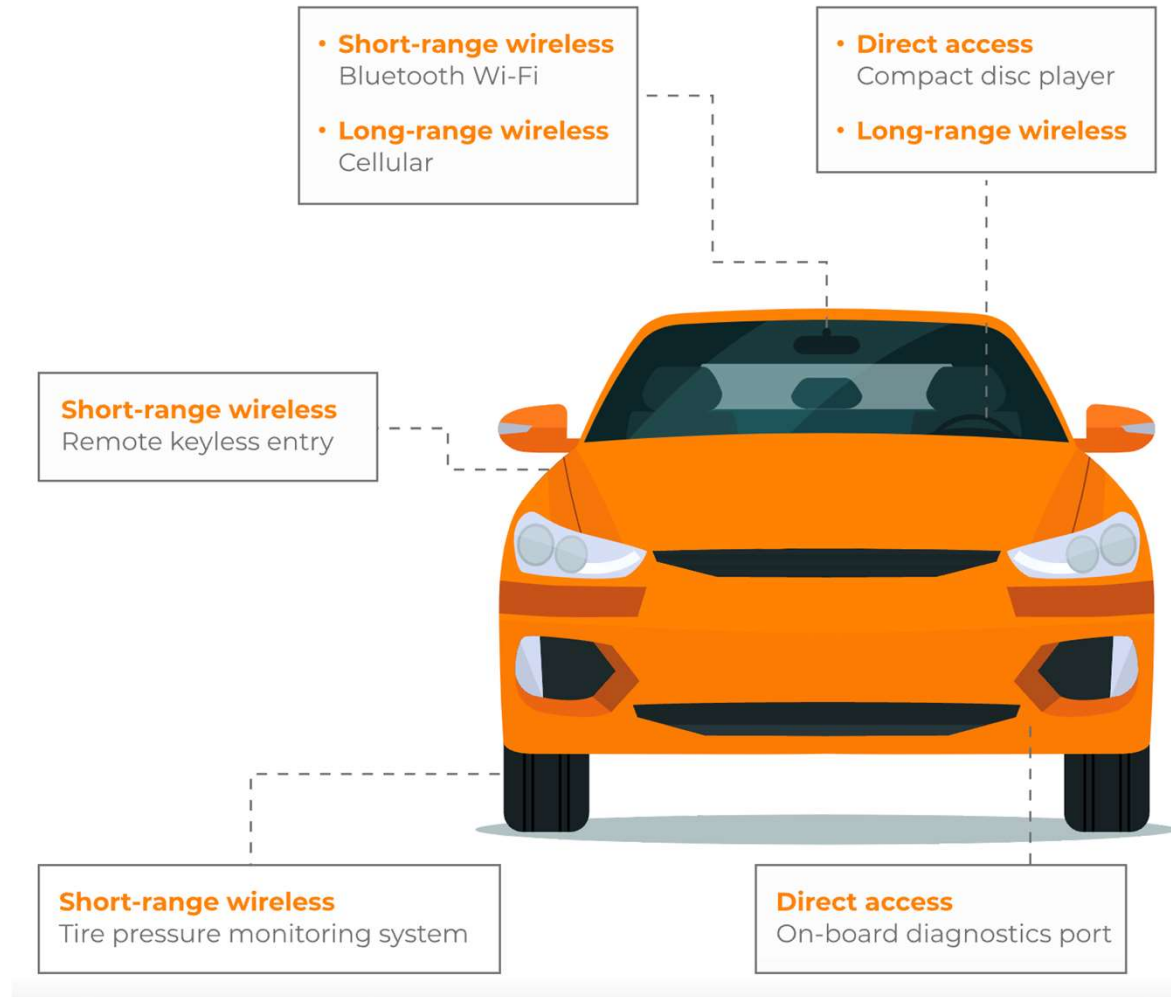 • Short-range wireless
Bluetooth Wi-Fi
• Long-range wireless
Cellular
• Direct access
Compact disc player
• Long-range wireless
Short-range wireless
Remote keyless entry
Short-range wireless
Tire pressure monitoring system
Direct access
On-board diagnostics port